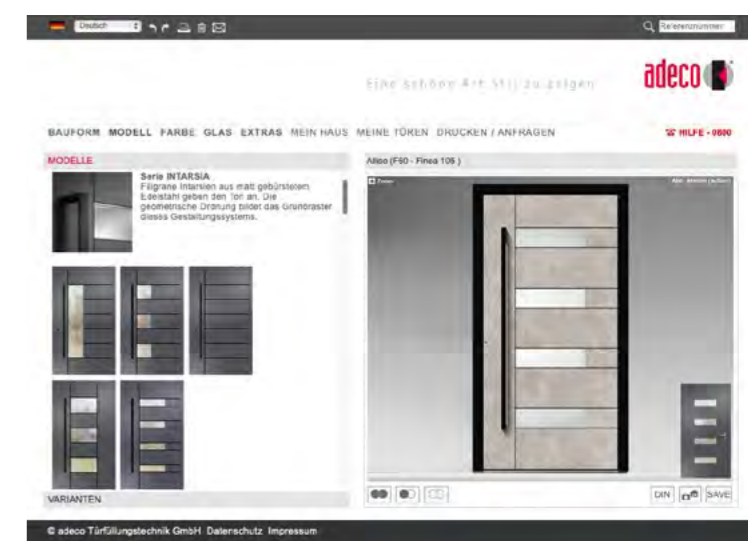 Deutsch
Referenznummer
Eine schöne Art Stil zu zeigen
adeco
BAUFORM MODELL FARBE GLAS EXTRAS MEIN HAUS MEINE TÜREN DRUCKEN / ANFRAGEN
HILFE - 0800
MODELLE
Serie INTARSIA
Filigrane Intarsien aus matt gebürstetem
Edelstahl geben den Ton an. Die
geometrische Ordnung bildet das Grundraster
dieses Gestaltungssystems.
VARIANTEN
Finea 105 )
Zoom
DIN
SAVE
© adeco Türfüllungstechnik GmbH Datenschutz Impressum